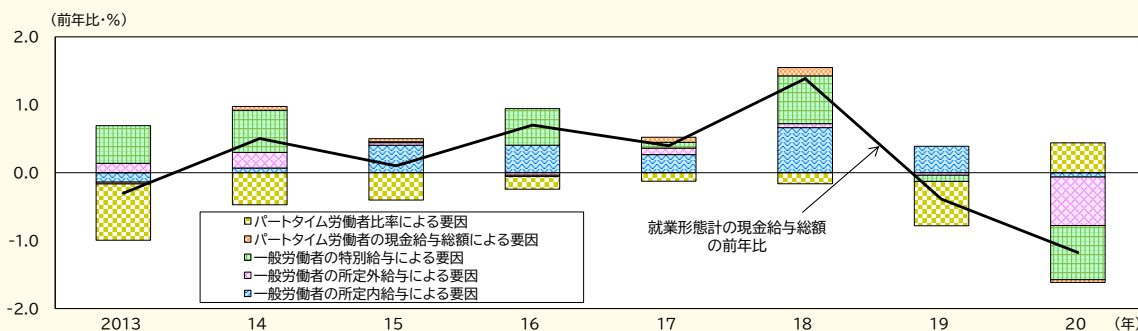 （前年比・%）
2.0
1.0
0.0
-1.0
-2.0
パートタイム労働者比率による要因
パートタイム労働者の現金給与総額による要因
一般労働者の特別給与による要因
一般労働者の所定外給与による要因
一般労働者の所定内給与による要因
就業形態計の現金給与総額
の前年比
2013 14 15 16 17 18 19 20 （年）